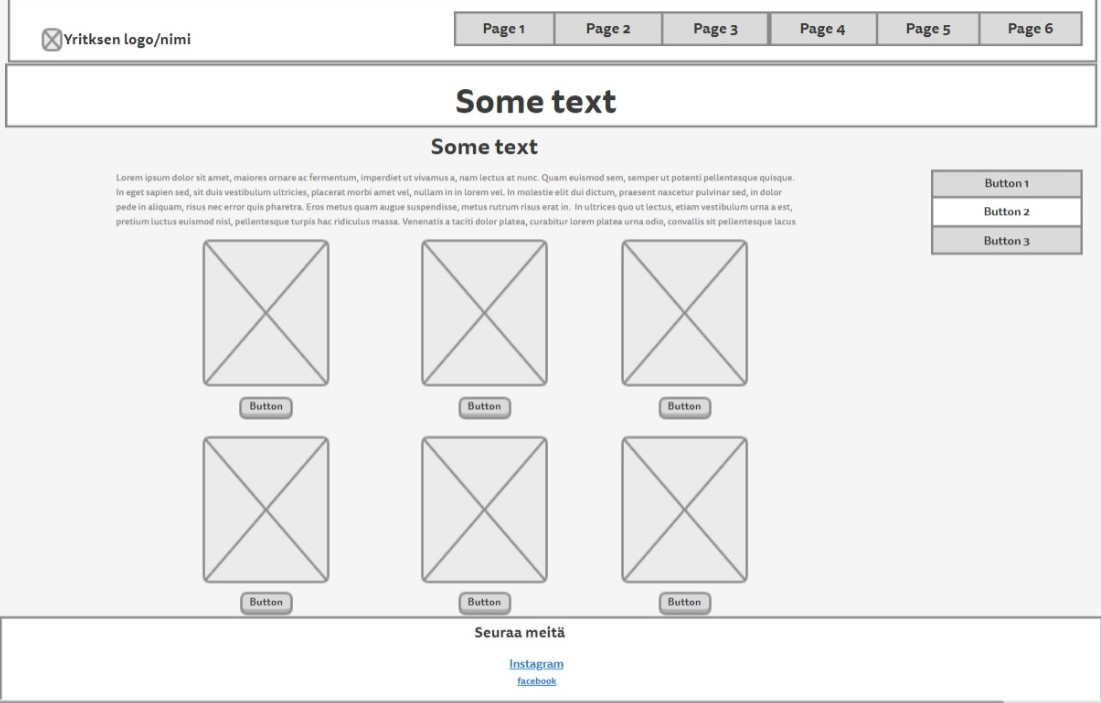 Yritksen logo/nimi
Page 1 Page 2 Page 3 Page 4 Page 5 Page 6
Some text
Some text
Lorem ipsum dolor sit amet, maiores ornare ac fermentum, imperdiet ut vivamus a, nam lectus at nunc. Quam euismod sem, semper ut potenti pellentesque quisque.
In eget sapien sed, sit duis vestibulum ultricies, placerat morbi amet vel, nullam in in lorem vel. In molestie elit dui dictum, praesent nascetur pulvinar sed, in dolor
pede in aliquam, risus nec error quis pharetra. Eros metus quam augue suspendisse, metus rutrum risus erat in. In ultrices quo ut lectus, etiam vestibulum urna a est,
pretium luctus euismod nisl, pellentesque turpis hac ridiculus massa. Venenatis a taciti dolor platea, curabitur lorem platea urna odio, convallis sit pellentesque lacus
Button 1
Button 2
Button 3
Button Button Button
Button Button Button
Seuraa meitä
Instagram
facebook